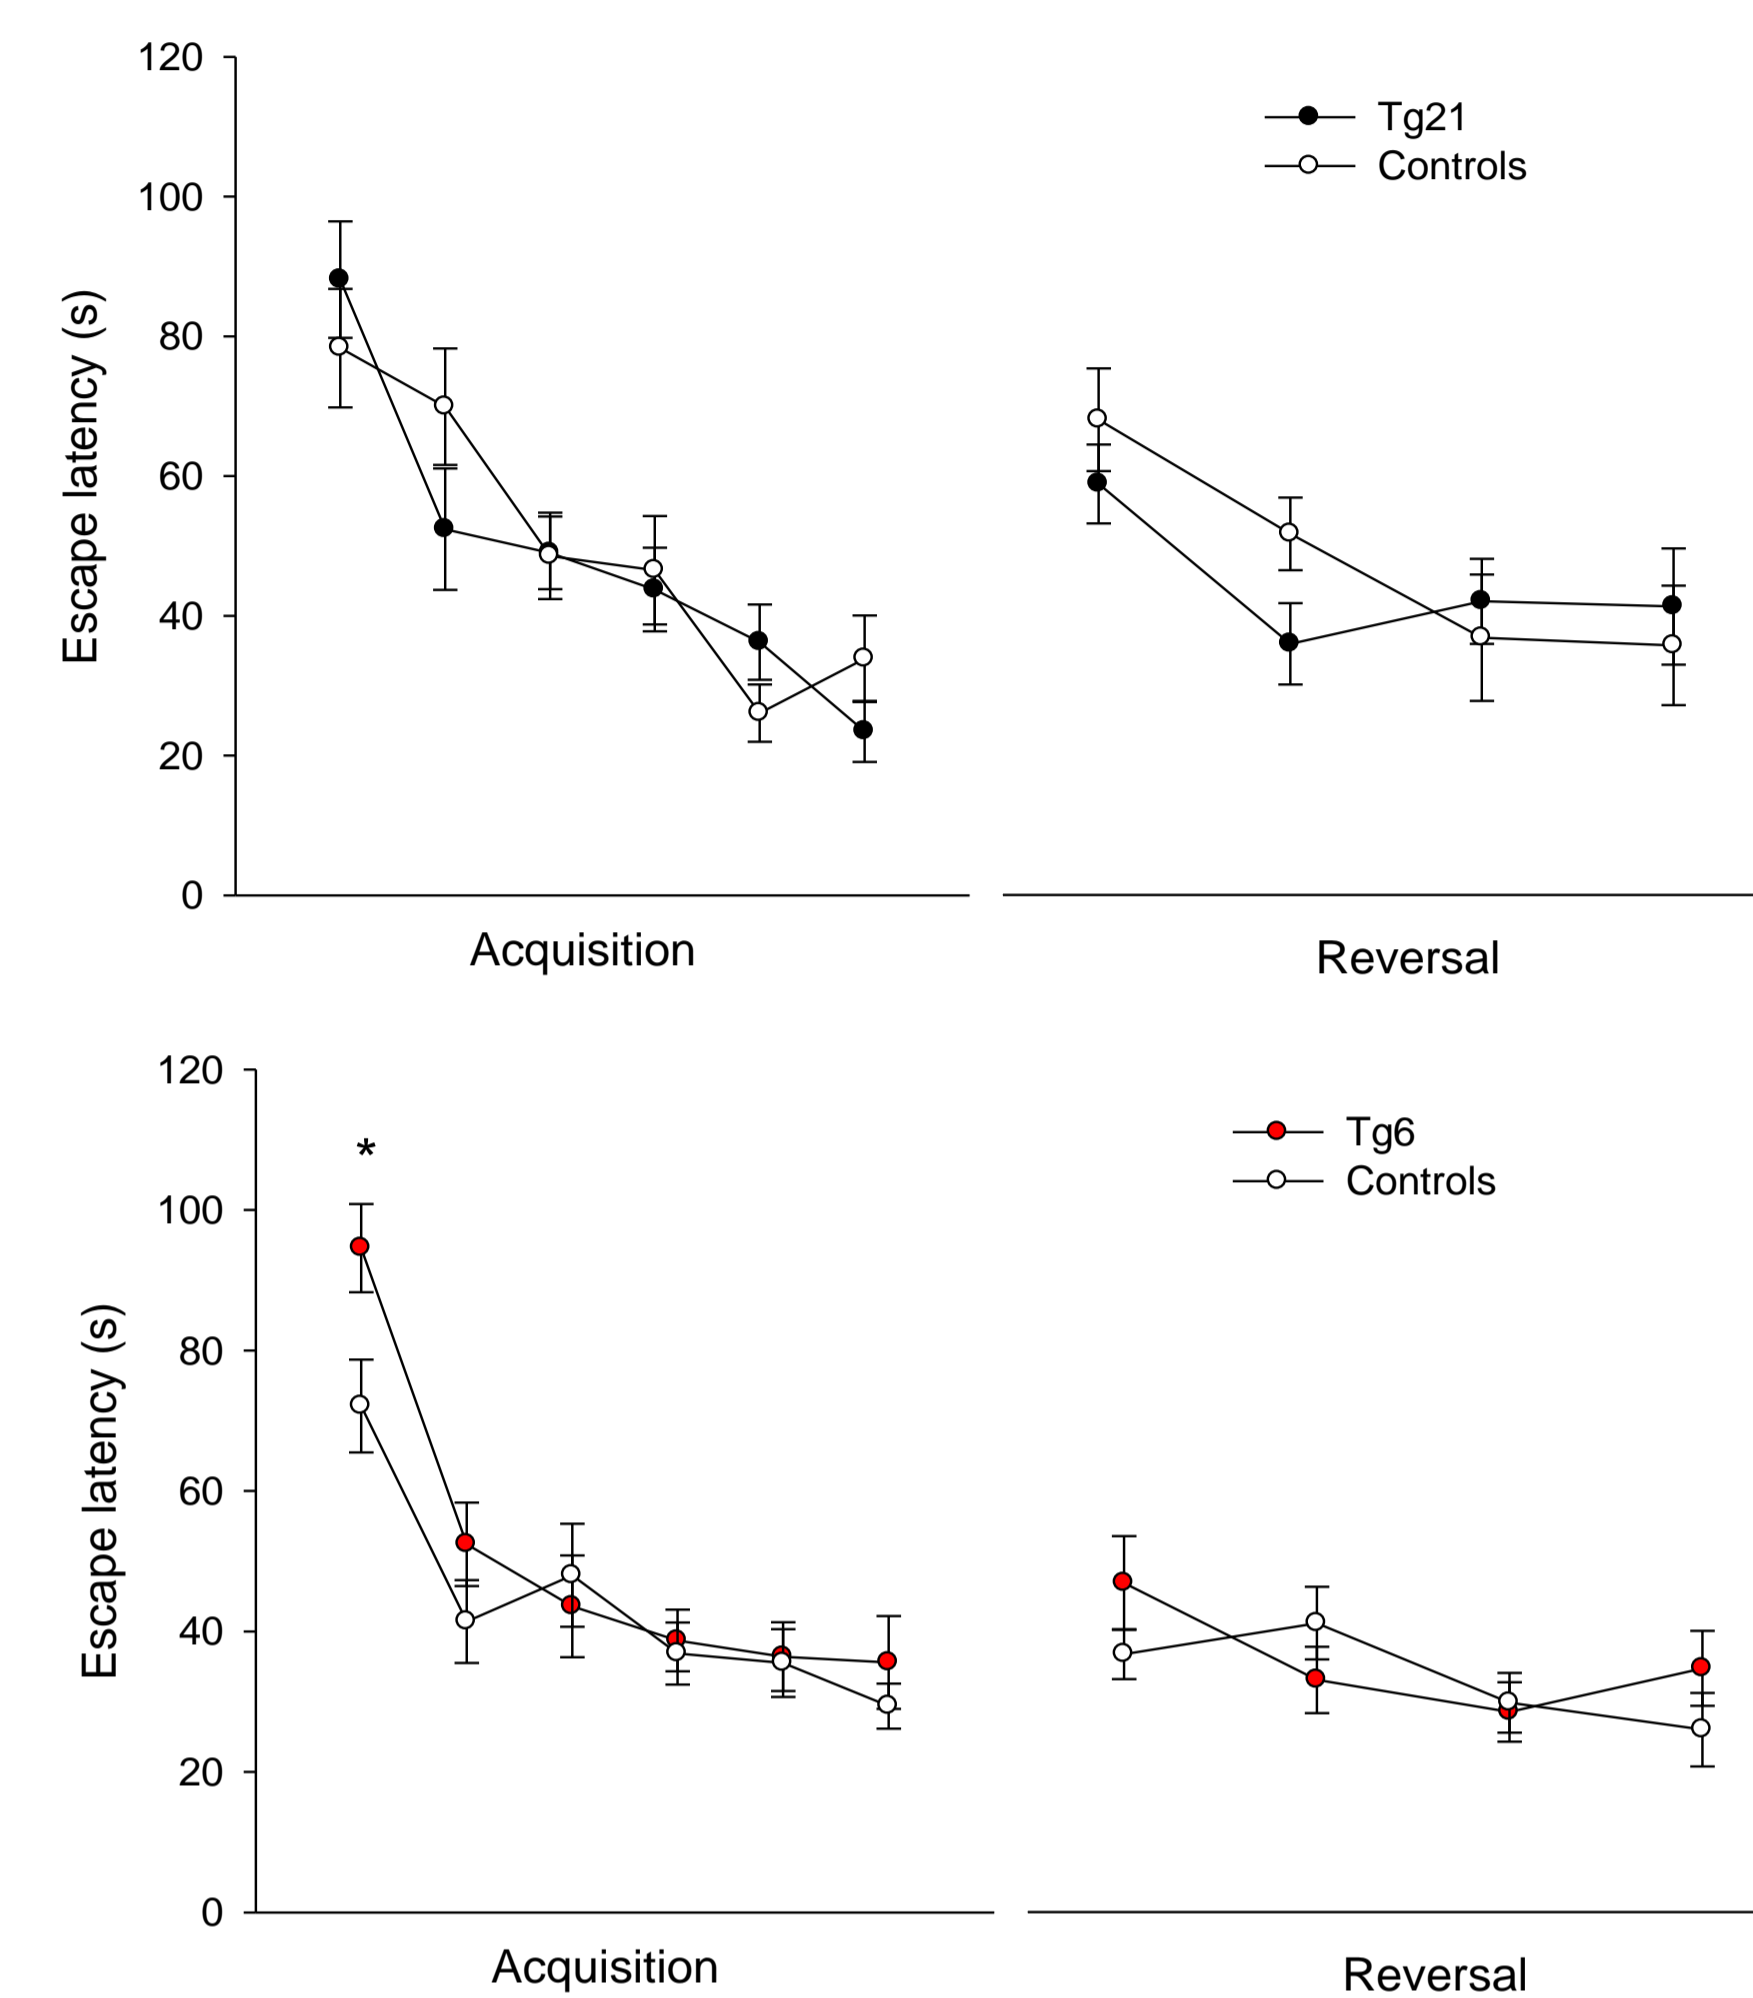 120
100
80
60
40
20
0
Escape latency (s)
Tg21
Controls
Acquisition
Reversal
120
100
80
60
40
20
0
Escape latency (s)
*
Tg6
Controls
Acquisition
Reversal